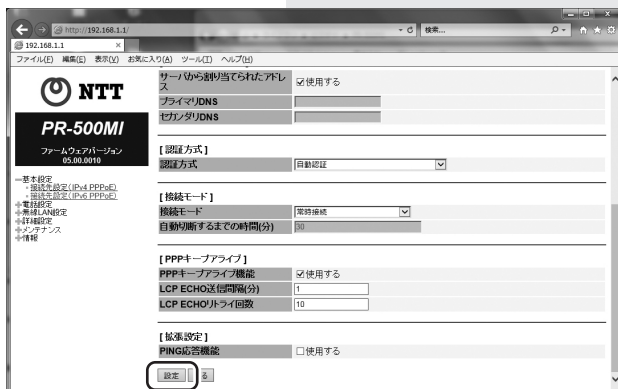 http://192.168.1.1/
検索...
192.168.1.1 ×
ファイル(F) 編集(E) 表示(V) お気に入り(A) ツール(T) ヘルプ(H)
NTT
PR-500MI
ファームウェアバージョン
05.00.0010
基本設定
接続先設定(IPv4 PPPoE)
接続先設定(IPv6 PPPoE)
電話設定
無線LAN設定
詳細設定
メンテナンス
情報
サーバから割り当てられたアドレ
ス
使用する
プライマリDNS
セカンダリDNS
[認証方式]
認証方式 自動認証
[接続モード]
接続モード 常時接続
自動切断するまでの時間(分) 30
[PPPキープアライブ]
PPPキープアライブ機能 使用する
LCP ECHO送信間隔(分) 1
LCP ECHOリトライ回数 10
[拡張設定]
PING応答機能 使用する
設定 る